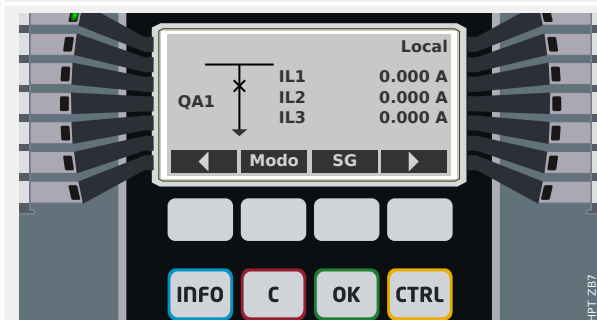 Local
IL1 0.000 A
QA1
IL2 0.000 A
IL3 0.000 A
Modo SG
INFO C OK CTRL
HPT ZB7